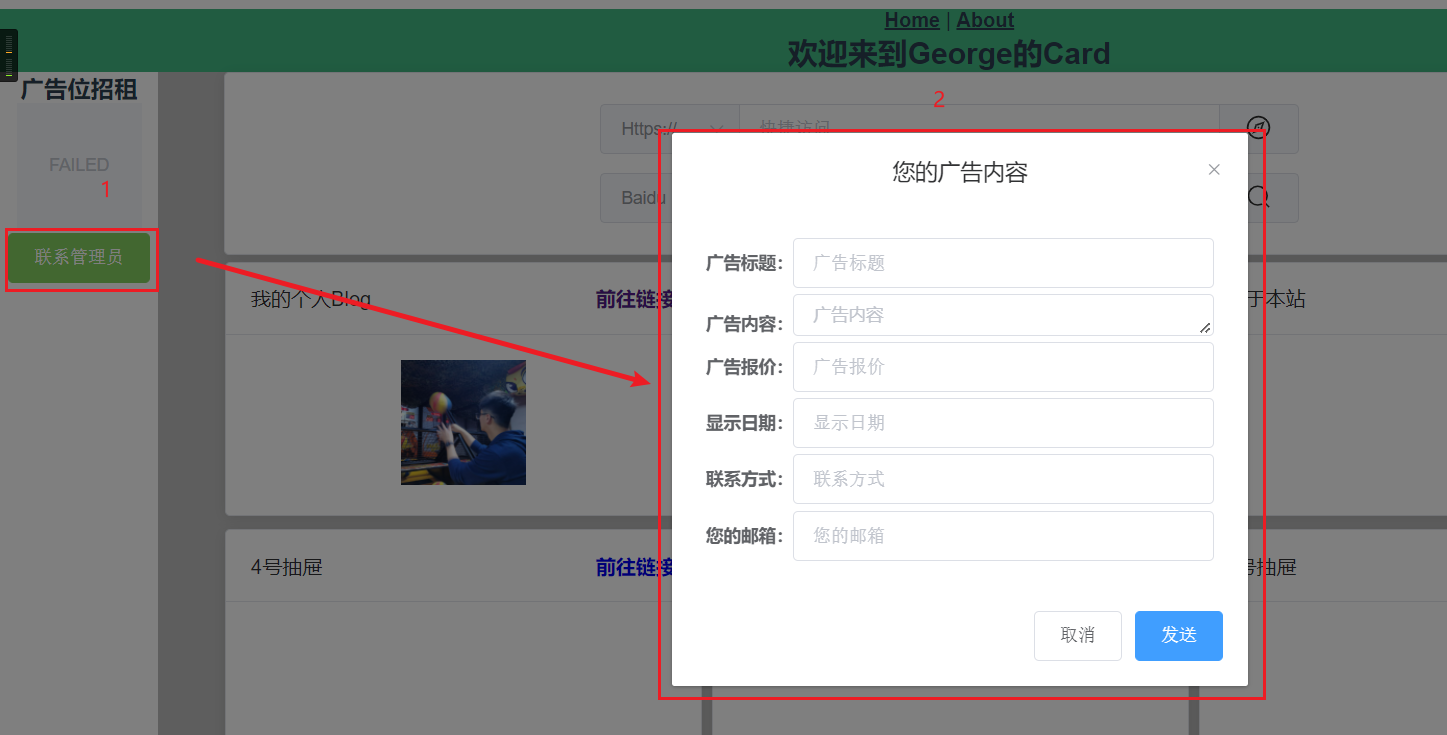 Home | About
欢迎来到George的Card
广告位招租
2
Https://
快捷访问
FAILED
1
Baidu
联系管理员
您的广告内容
广告标题：
广告标题
广告内容：
广告内容
广告报价：
广告报价
显示日期：
显示日期
联系方式：
联系方式
您的邮箱：
您的邮箱
取消
发送
我的个人Blog
前往链接
于本站
4号抽屉
前往链接
号抽屉